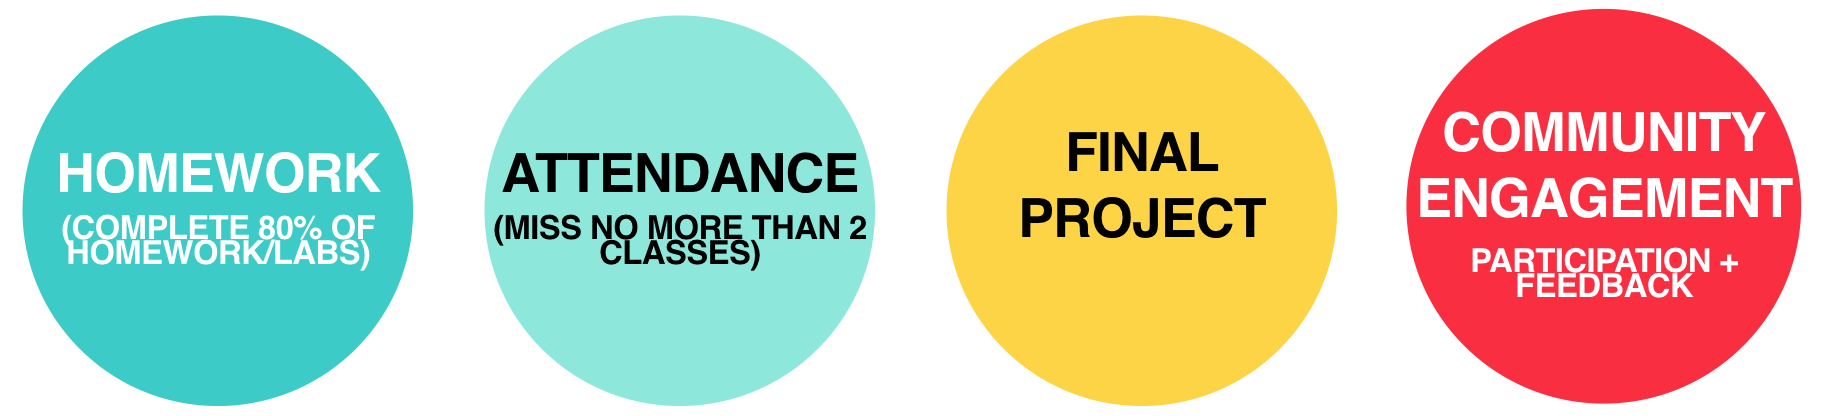 HOMEWORK
(COMPLETE 80% OF
HOMEWORK/LABS)
ATTENDANCE
(MISS NO MORE THAN 2
CLASSES)
FINAL
PROJECT
COMMUNITY
ENGAGEMENT
PARTICIPATION +
FEEDBACK